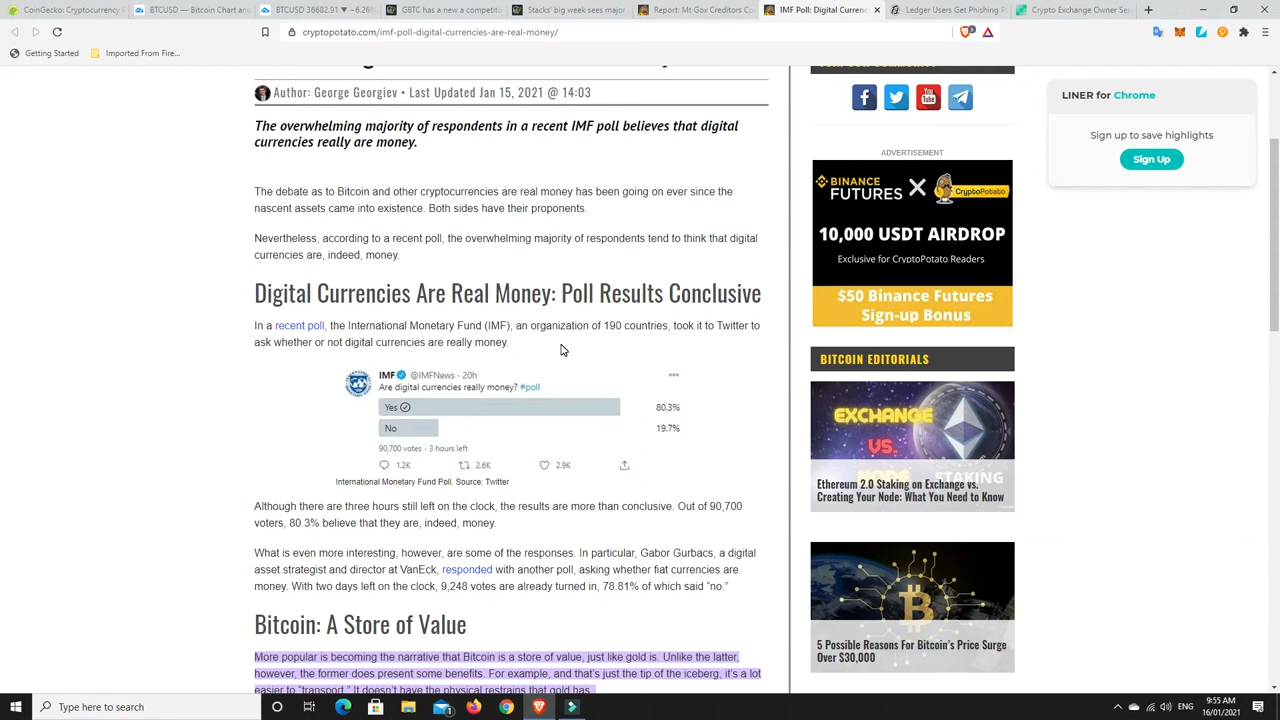 CoinGecko: Cryptocurrency Pri
BTCUSD — Bitcoin Chart and
BTCUSD 36682.91 ▼ −6.26%
GBTC has a new a competito
Stacks' big week sees major
Report: Mt Gox Creditors Cou
IMF Poll: Digital Currencies Ar
Ledger Users Get Phishing P
Crypto Exchange Owner Sen
cryptopotato.com/imf-poll-digital-currencies-are-real-money/
Getting Started
Imported From Fire...
Author: George Georgiev • Last Updated Jan 15, 2021 @ 14:03
The overwhelming majority of respondents in a recent IMF poll believes that digital
currencies really are money.
The debate as to Bitcoin and other cryptocurrencies are real money has been going on ever since the
nascent assets came into existence. Both sides have their proponents.
Nevertheless, according to a recent poll, the overwhelming majority of respondents tend to think that digital
currencies are, indeed, money.
Digital Currencies Are Real Money: Poll Results Conclusive
In a recent poll, the International Monetary Fund (IMF), an organization of 190 countries, took it to Twitter to
ask whether or not digital currencies are really money.
IMF @IMFNews · 20h
Are digital currencies really money? #poll
Yes 80.3%
No 19.7%
90,700 votes · 3 hours left
1.2K 2.6K 2.9K
International Monetary Fund Poll. Source: Twitter
Although there are three hours still left on the clock, the results are more than conclusive. Out of 90,700
voters, 80.3% believe that they are, indeed, money.
What is even more interesting, however, are some of the responses. In particular, Gabor Gurbacs, a digital
asset strategist and director at VanEck, responded with another poll, asking whether fiat currencies are
money. With two days left on the clock, 9,248 votes are already turned in, 78.81% of which said “no.”
Bitcoin: A Store of Value
More popular is becoming the narrative that Bitcoin is a store of value, just like gold is. Unlike the latter,
however, the former does present some benefits. For example, and that’s just the tip of the iceberg, it’s a lot
easier to “transport.” It doesn’t have the physical restrains that gold has.
You Tube
ADVERTISEMENT
BINANCE
FUTURES
CryptoPotato
10,000 USDT AIRDROP
Exclusive for CryptoPotato Readers
$50 Binance Futures
Sign-up Bonus
BITCOIN EDITORIALS
EXCHANGE
VS.
NODE STAKING
Ethereum 2.0 Staking on Exchange vs.
Creating Your Node: What You Need to Know
5 Possible Reasons For Bitcoin’s Price Surge
Over $30,000
LINER for Chrome
Sign up to save highlights
Sign Up
Type here to search
ENG
9:55 AM
16/01/2021